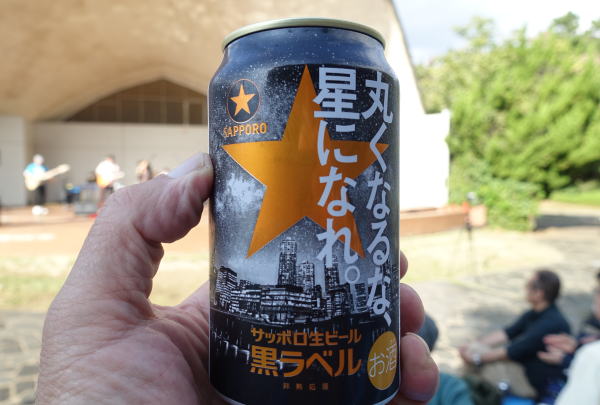 丸くなるな、
星になれ。
SAPPORO
サッポロ生ビール
黒ラベル
お酒